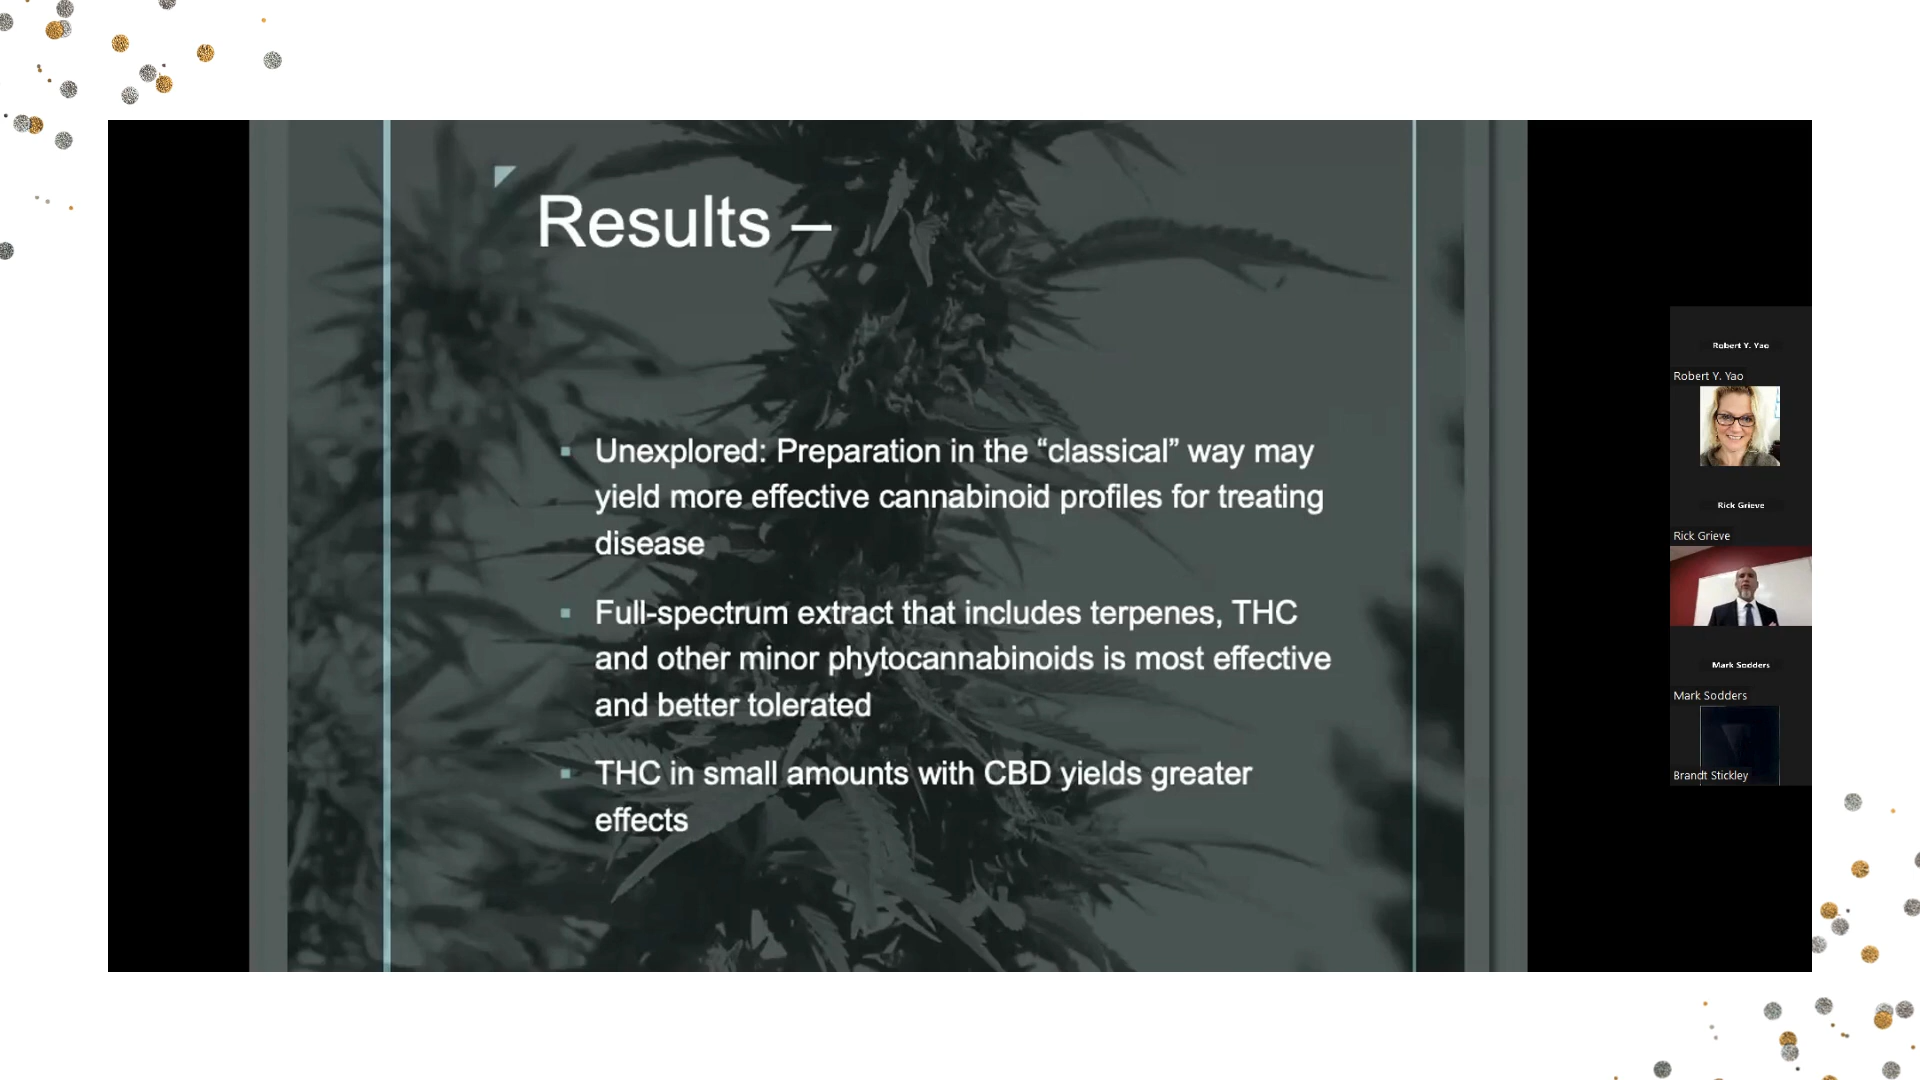 Results –
Unexplored: Preparation in the “classical” way may
yield more effective cannabinoid profiles for treating
disease
Full-spectrum extract that includes terpenes, THC
and other minor phytocannabinoids is most effective
and better tolerated
THC in small amounts with CBD yields greater
effects
Robert Y. Yao
Robert Y. Yao
Rick Grieve
Rick Grieve
Mark Sodders
Mark Sodders
Brandt Stickley